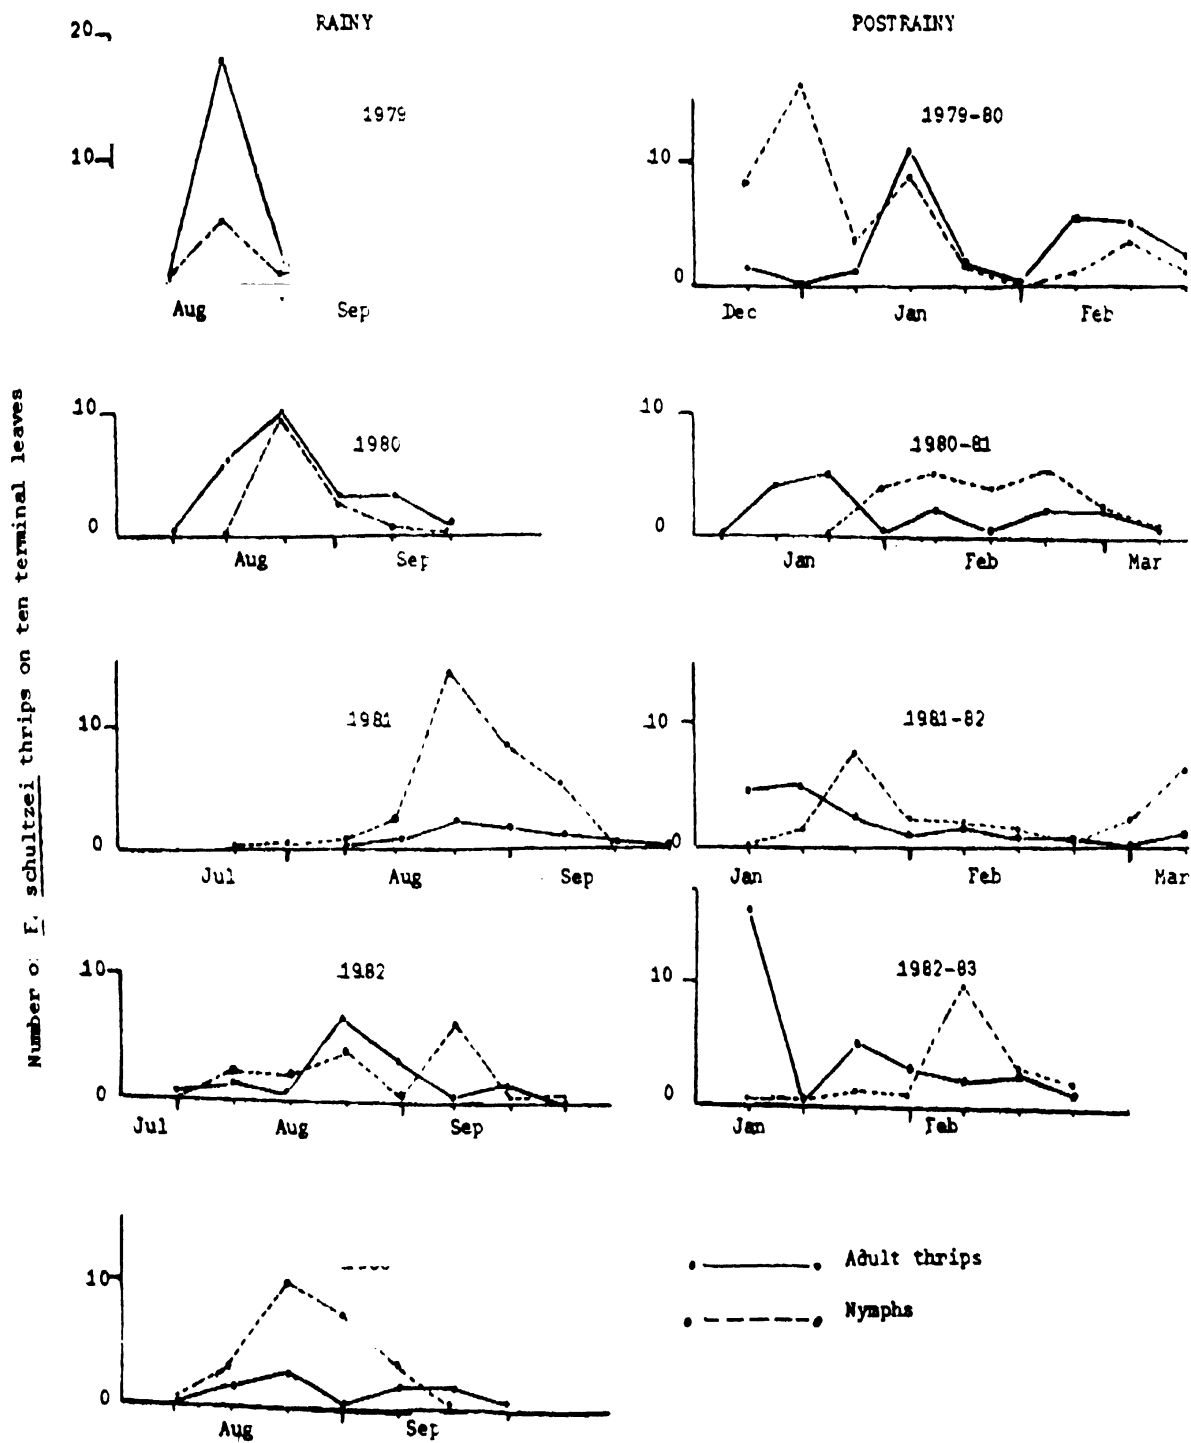 RAINY
POSTRAINY
20
10
1979
10
0
1979-80
Aug
Sep
Dec
Jan
Feb
10
0
1980
Aug
Sep
10
0
1980-81
Jan
Feb
Mar
10
0
1981
Jul
Aug
Sep
10
0
1981-82
Jan
Feb
Mar
10
0
1982
Jul
Aug
Sep
10
0
1982-83
Jan
Feb
10
0
Aug
Sep
Adult thrips
Nymphs
Number of F. schultzei thrips on ten terminal leaves